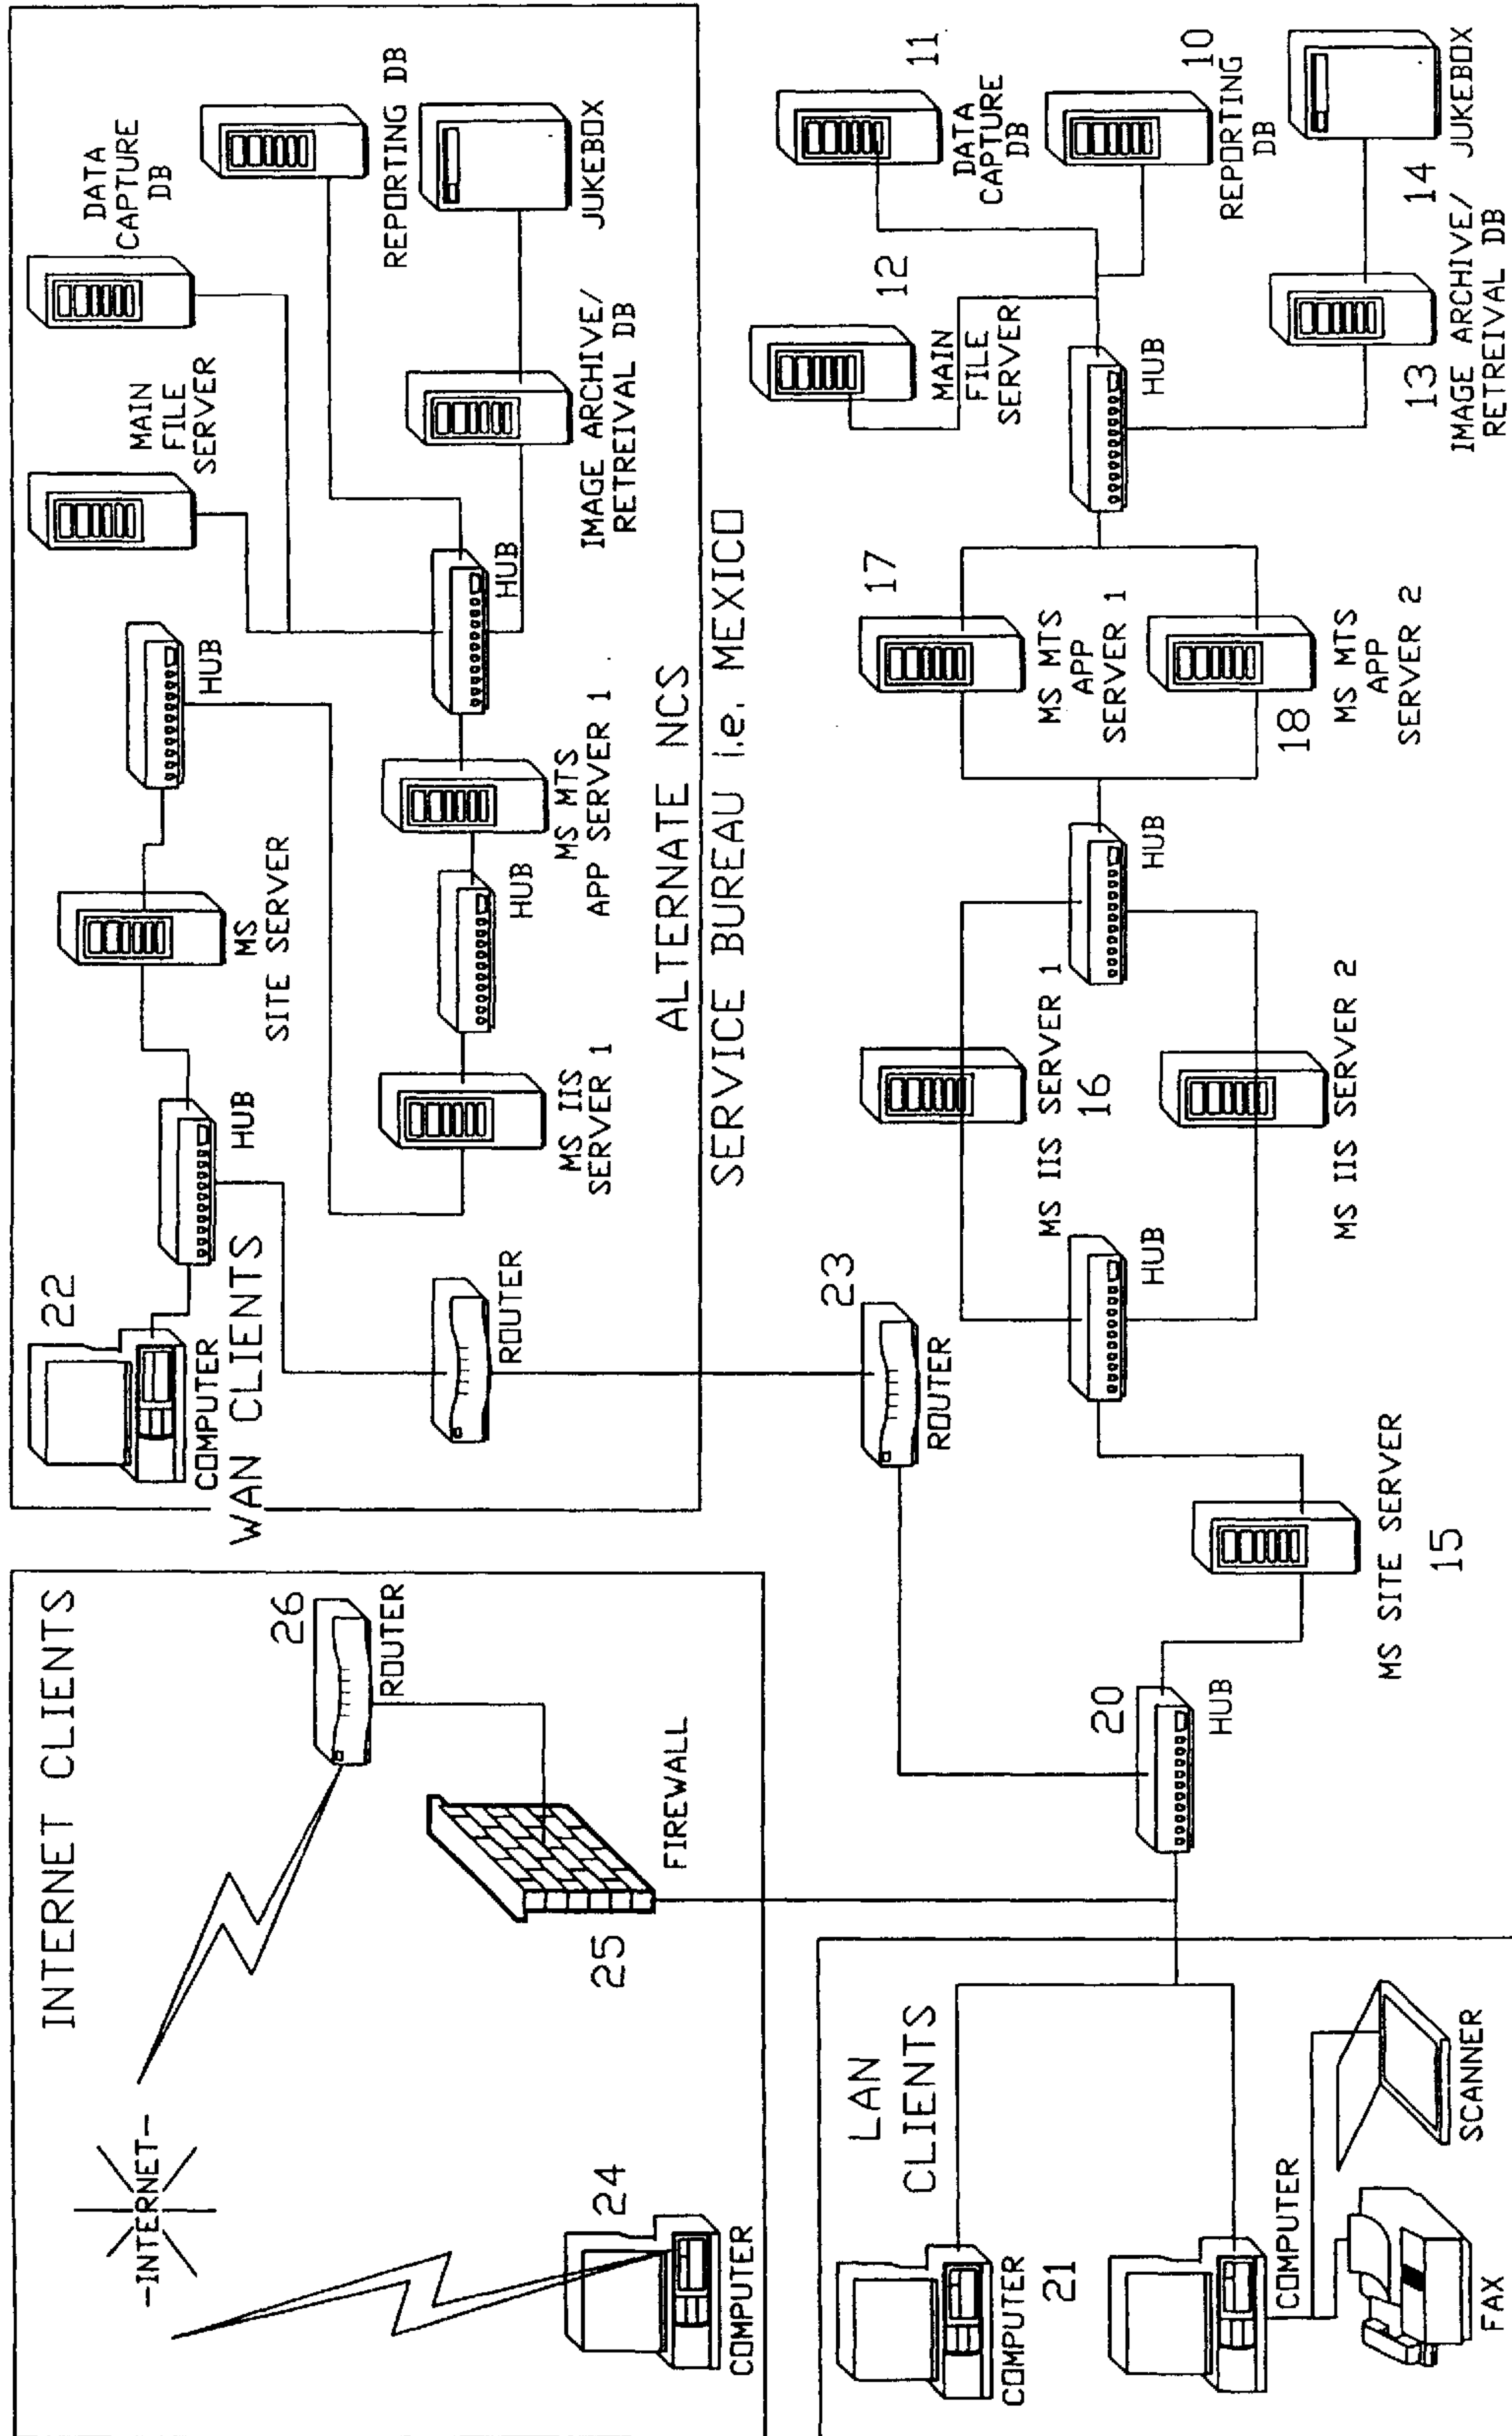 INTERNET CLIENTS
-INTERNET-
26
ROUTER
24
COMPUTER
25
FIREWALL
22
COMPUTER
WAN CLIENTS
HUB
MS
SITE SERVER
HUB
MAIN
FILE
SERVER
DATA
CAPTURE
DB
REPORTING DB
ROUTER
MS IIS
SERVER 1
HUB
MS MTS
APP SERVER 1
HUB
IMAGE ARCHIVE/
RETREIVAL DB
JUKEBOX
ALTERNATE NCS
SERVICE BUREAU i.e. MEXICO
LAN
CLIENTS
COMPUTER
21
COMPUTER
FAX
SCANNER
20
HUB
23
ROUTER
MS SITE SERVER
15
HUB
MS IIS SERVER 1
16
MS IIS SERVER 2
HUB
17
MS MTS
APP
SERVER 1
18
MS MTS
APP
SERVER 2
HUB
12
MAIN
FILE
SERVER
11
DATA
CAPTURE
DB
10
REPORTING
DB
13
IMAGE ARCHIVE/
RETREIVAL DB
14
JUKEBOX